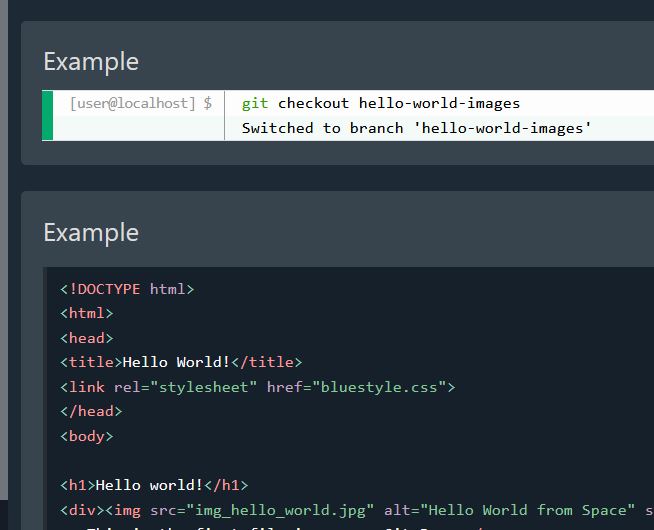 Example
[user@localhost] $ git checkout hello-world-images
Switched to branch 'hello-world-images'
Example
<!DOCTYPE html>
<html>
<head>
<title>Hello World!</title>
<link rel="stylesheet" href="bluestyle.css">
</head>
<body>
<h1>Hello world!</h1>
<div><img src="img_hello_world.jpg" alt="Hello World from Space" s